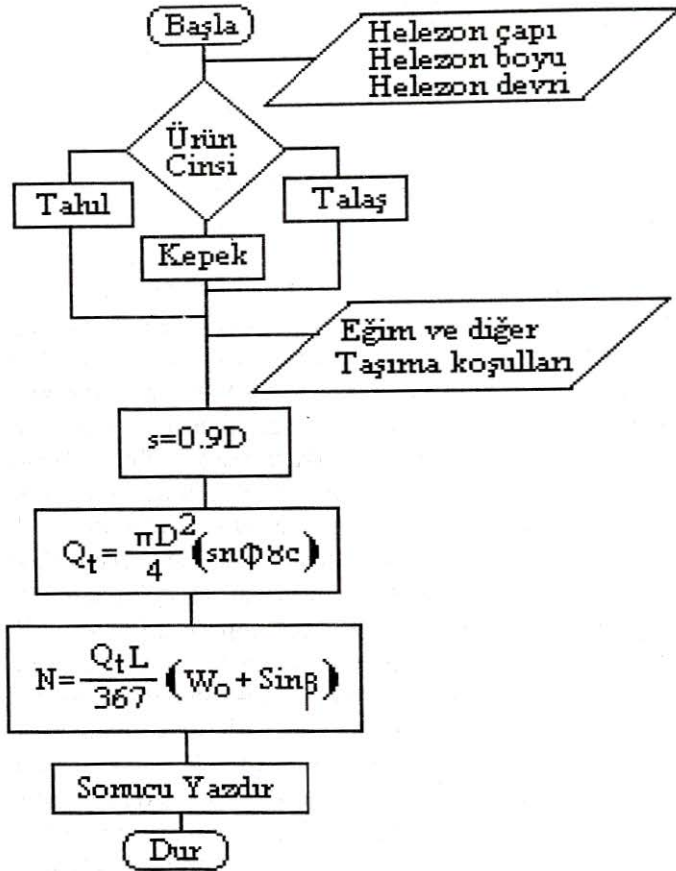 Başla
Helezon çapı
Helezon boyu
Helezon devri
Ürün
Cinsi
Tahıl
Talaş
Kepek
Eğim ve diğer
Taşıma koşulları
s=0.9D
Qt=πD²/4 (snΦ४c)
N=QtL/367 (Wo + Sinβ)
Sonucu Yazdır
Dur